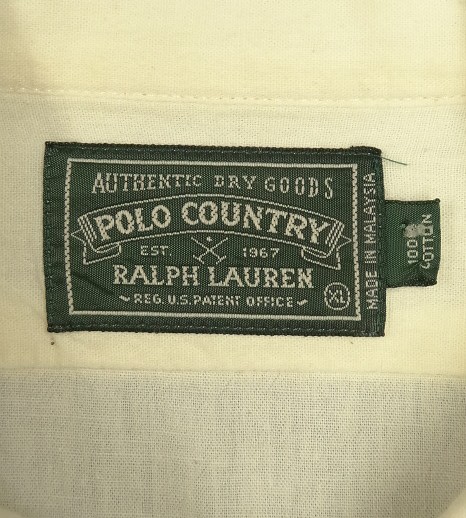 AUTHENTIC DRY GOODS
POLO COUNTRY
EST. 1967
RALPH LAUREN
REG. U.S. PATENT OFFICE
XL
MADE IN MALAYSIA
100%
COTTON